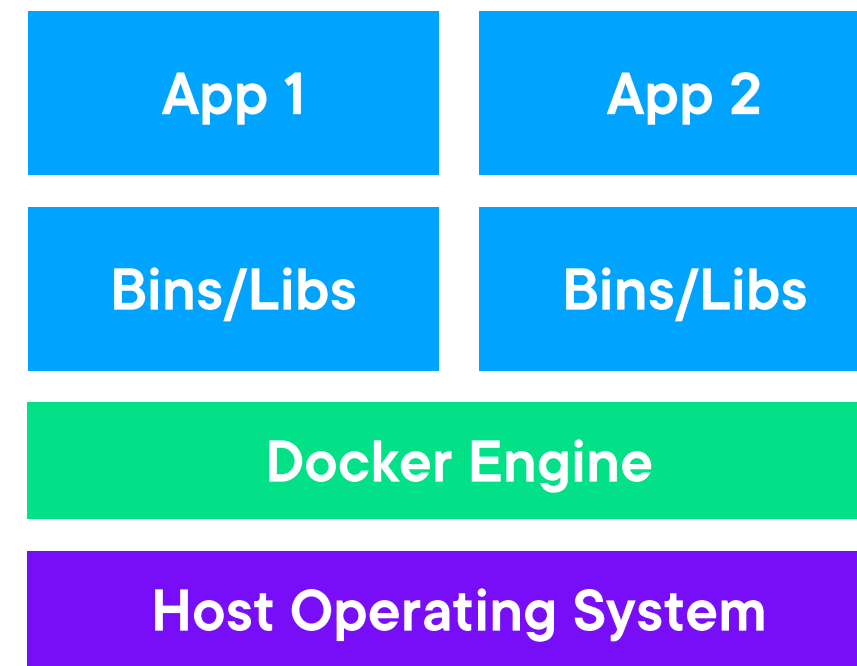 App 1
App 2
Bins/Libs
Bins/Libs
Docker Engine
Host Operating System